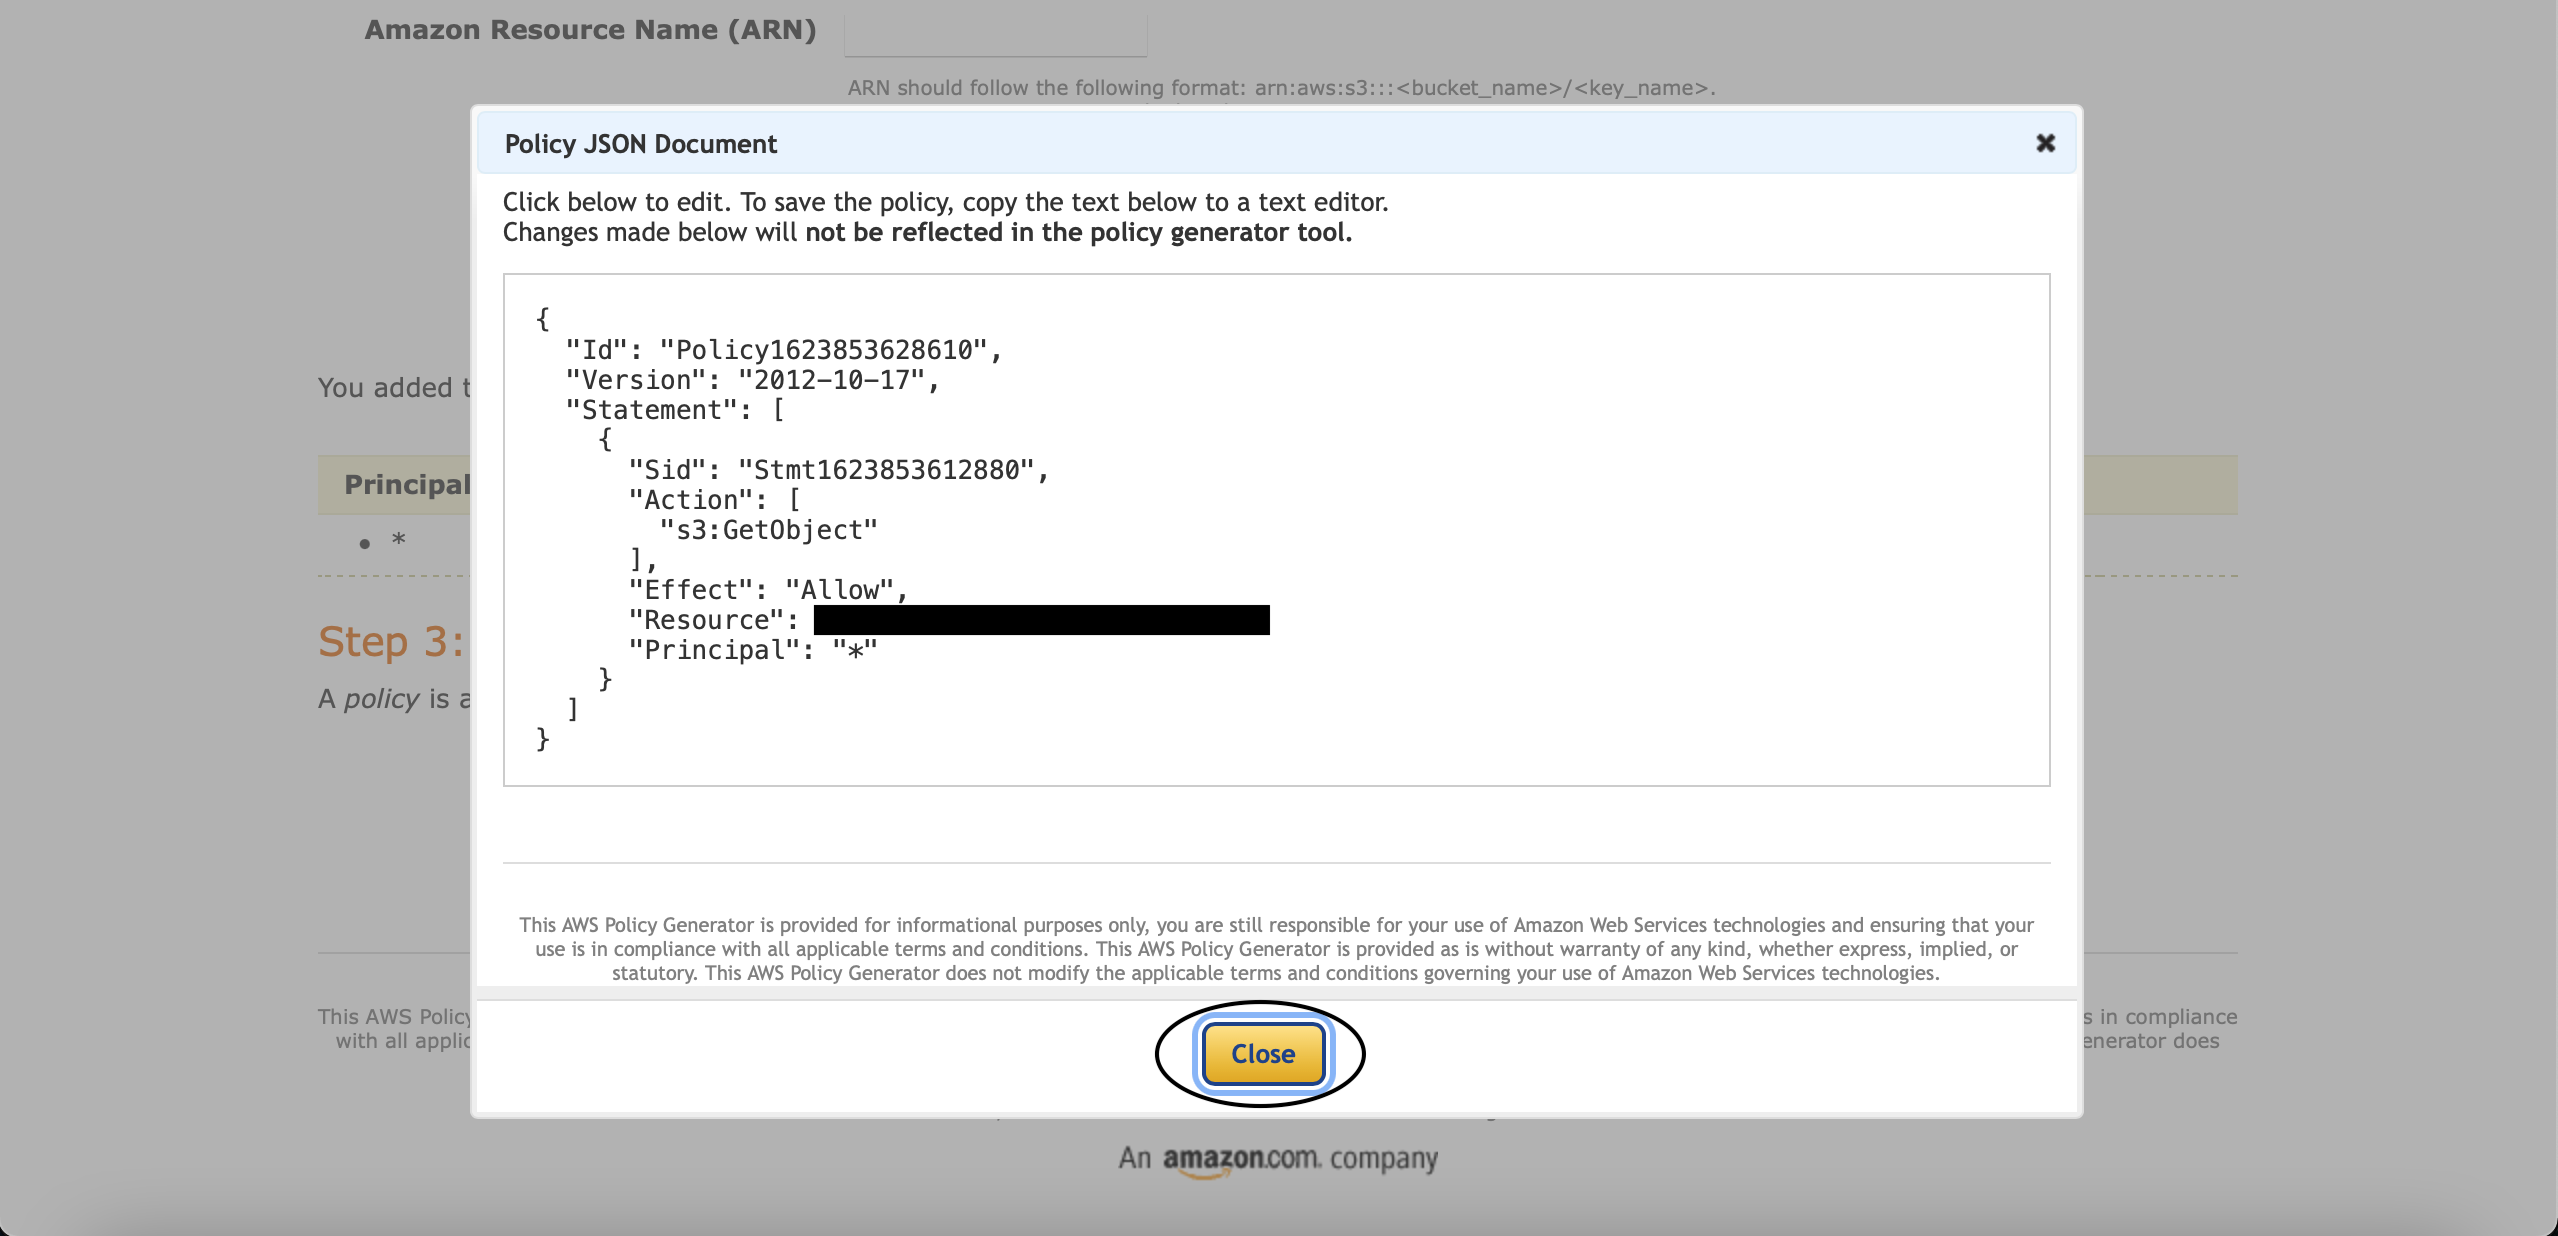 Amazon Resource Name (ARN)
ARN should follow the following format: arn:aws:s3:::<bucket_name>/<key_name>.
Policy JSON Document
Click below to edit. To save the policy, copy the text below to a text editor.
Changes made below will not be reflected in the policy generator tool.
{
"Id": "Policy1623853628610",
"Version": "2012-10-17",
"Statement": [
{
"Sid": "Stmt1623853612880",
"Action": [
"s3:GetObject"
],
"Effect": "Allow",
"Resource":
"Principal": "*"
}
]
}
You added
Principal
*
Step 3:
A policy is
This AWS Policy Generator is provided for informational purposes only, you are still responsible for your use of Amazon Web Services technologies and ensuring that your
use is in compliance with all applicable terms and conditions. This AWS Policy Generator is provided as is without warranty of any kind, whether express, implied, or
statutory. This AWS Policy Generator does not modify the applicable terms and conditions governing your use of Amazon Web Services technologies.
Close
This AWS Policy
in compliance
with all
does
An amazon.com. company